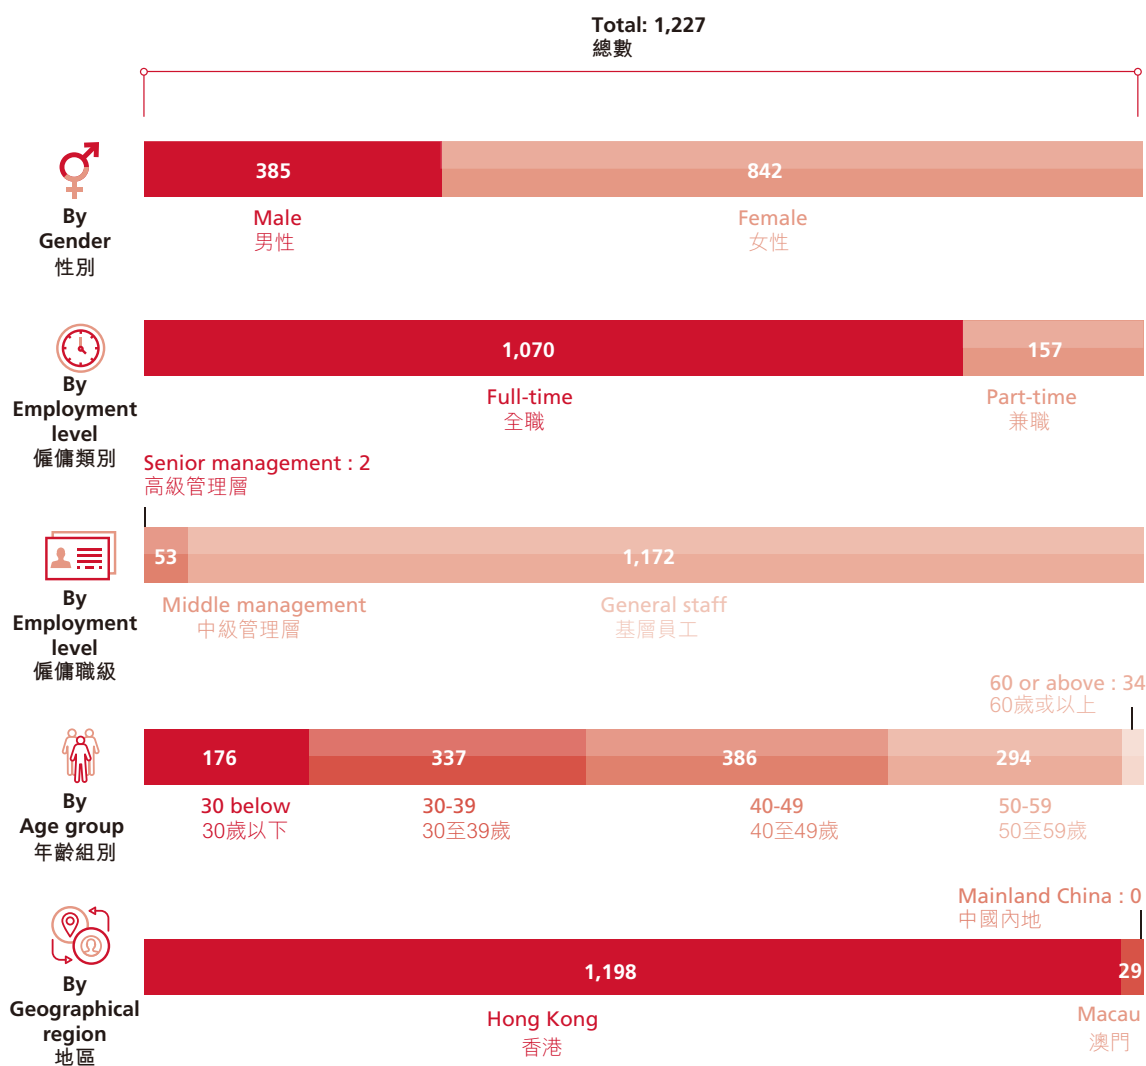 Total: 1,227
總數
By
Gender
性別
385
842
Male
男性
Female
女性
By
Employment
level
僱傭類別
1,070
157
Full-time
全職
Part-time
兼職
Senior management : 2
高級管理層
By
Employment
level
僱傭職級
53
1,172
Middle management
中級管理層
General staff
基層員工
60 or above : 34
60歲或以上
By
Age group
年齡組別
176
337
386
294
30 below
30歲以下
30-39
30至39歲
40-49
40至49歲
50-59
50至59歲
Mainland China : 0
中國內地
By
Geographical
region
地區
1,198
29
Hong Kong
香港
Macau
澳門